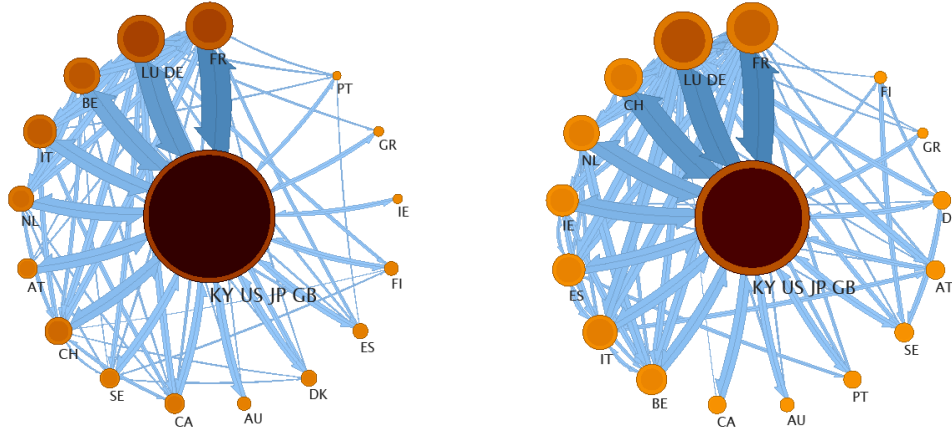 LU DE
FR
BE
PT
IT
GR
NL
IE
AT
FI
KY US JP GB
CH
ES
SE
DK
CA
AU
LU DE
FR
CH
FI
NL
GR
IE
ES
AT
KY US JP GB
IT
SE
BE
PT
CA
AU